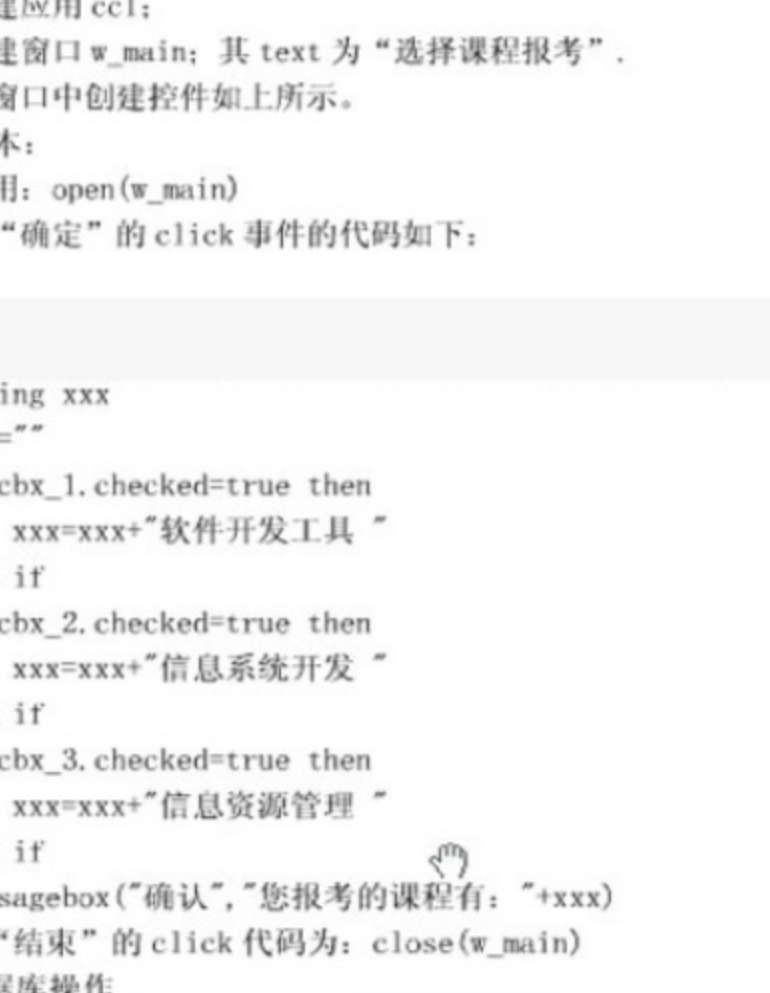 建应用 cc1；
建窗口 w_main；其 text 为“选择课程报考”.
窗口中创建控件如上所示。
本：
用：open(w_main)
“确定”的 click 事件的代码如下：
ing xxx
=""
cbx_1.checked=true then
xxx=xxx+"软件开发工具 "
if
cbx_2.checked=true then
xxx=xxx+"信息系统开发 "
if
cbx_3.checked=true then
xxx=xxx+"信息资源管理 "
if
sagebox("确认","您报考的课程有："+xxx)
“结束”的 click 代码为：close(w_main)
据库操作